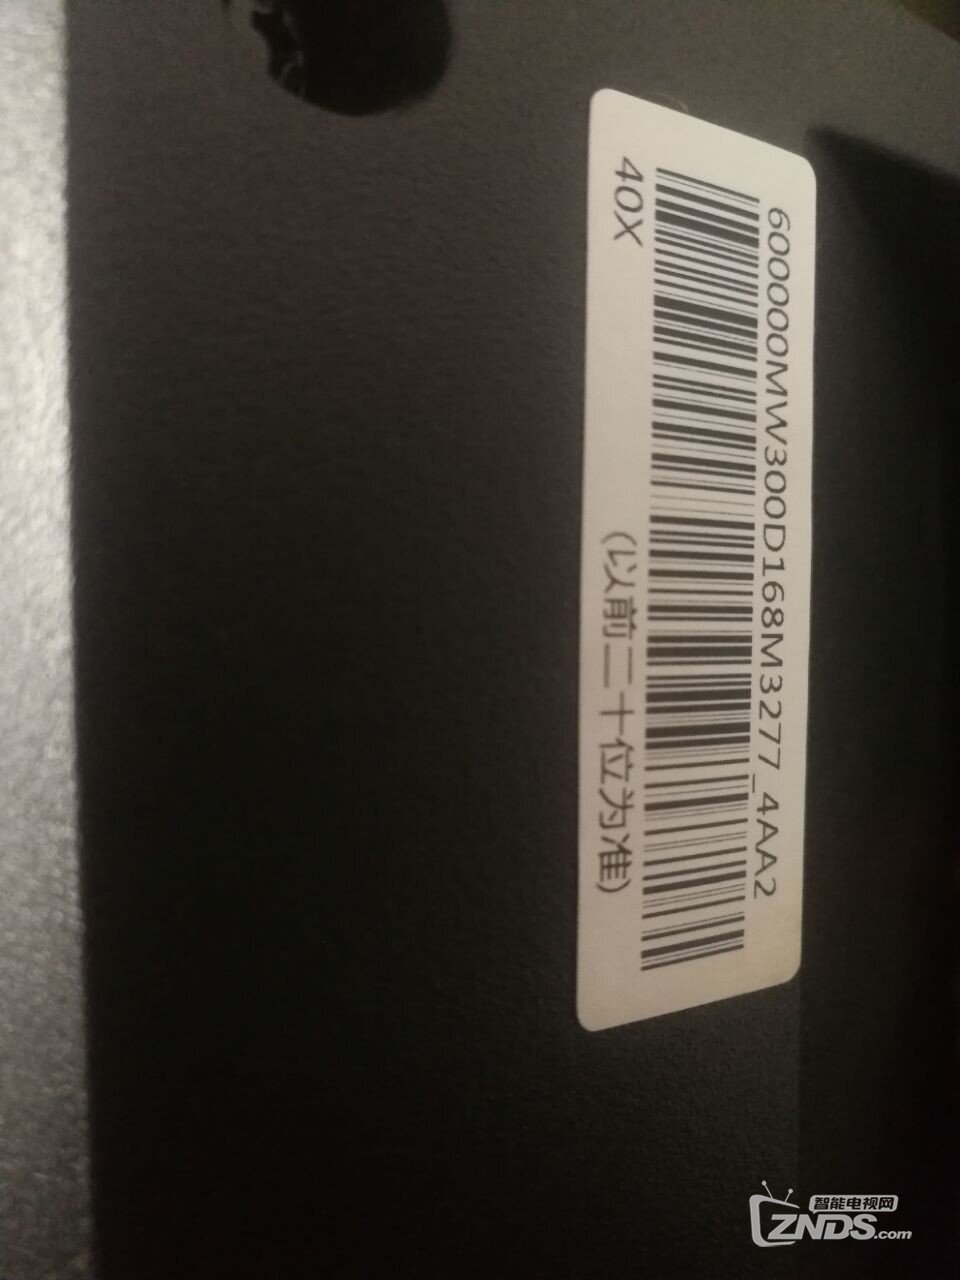 600000MW300D168M3277_4AA2
40X
(以前二十位为准)
智能电视网
ZNDS.com